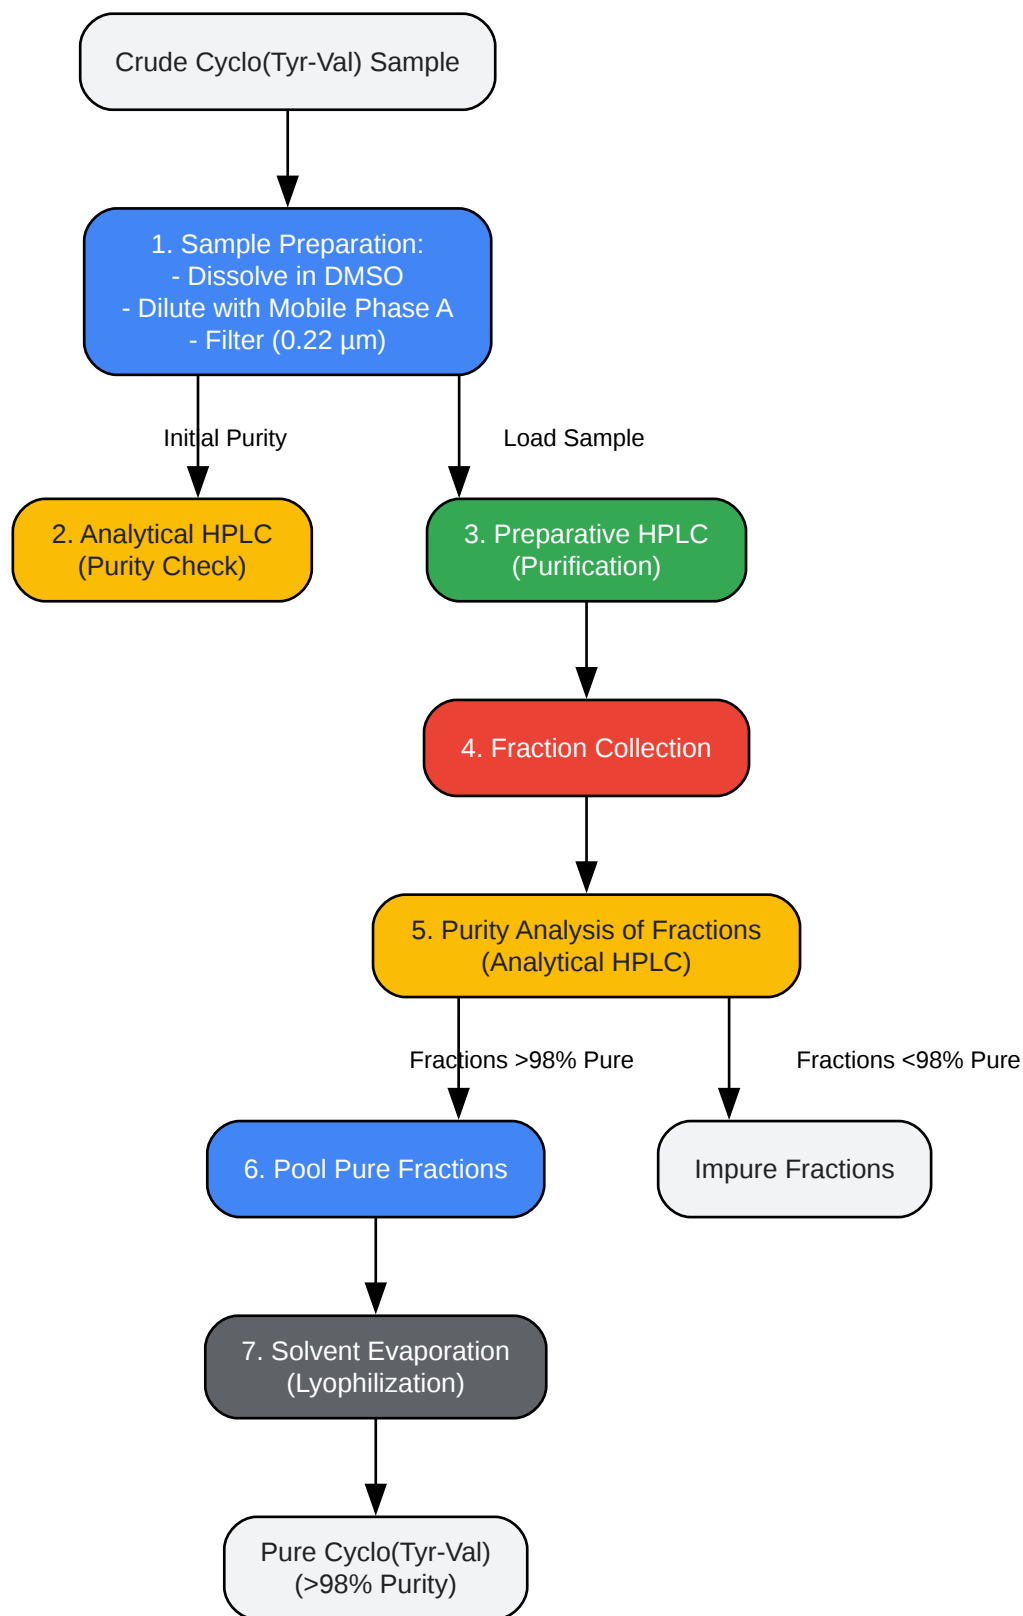 Crude Cyclo(Tyr-Val) Sample
1. Sample Preparation:
- Dissolve in DMSO
- Dilute with Mobile Phase A
- Filter (0.22 µm)
Initial Purity
Load Sample
2. Analytical HPLC
(Purity Check)
3. Preparative HPLC
(Purification)
4. Fraction Collection
5. Purity Analysis of Fractions
(Analytical HPLC)
Fractions >98% Pure
Fractions <98% Pure
6. Pool Pure Fractions
Impure Fractions
7. Solvent Evaporation
(Lyophilization)
Pure Cyclo(Tyr-Val)
(>98% Purity)